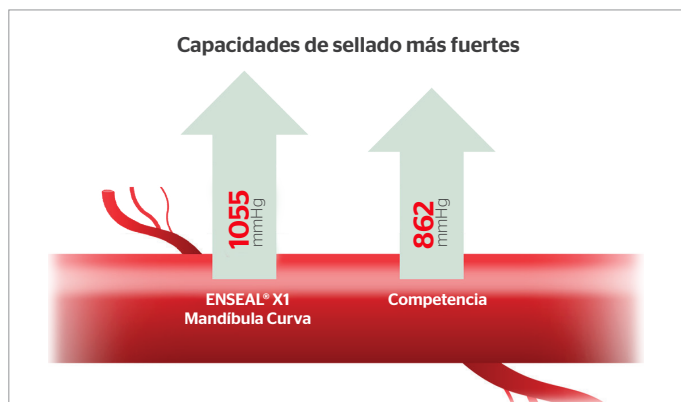 Capacidades de sellado más fuertes
1055
mmHg
862
mmHg
ENSEAL® X1
Mandíbula Curva
Competencia